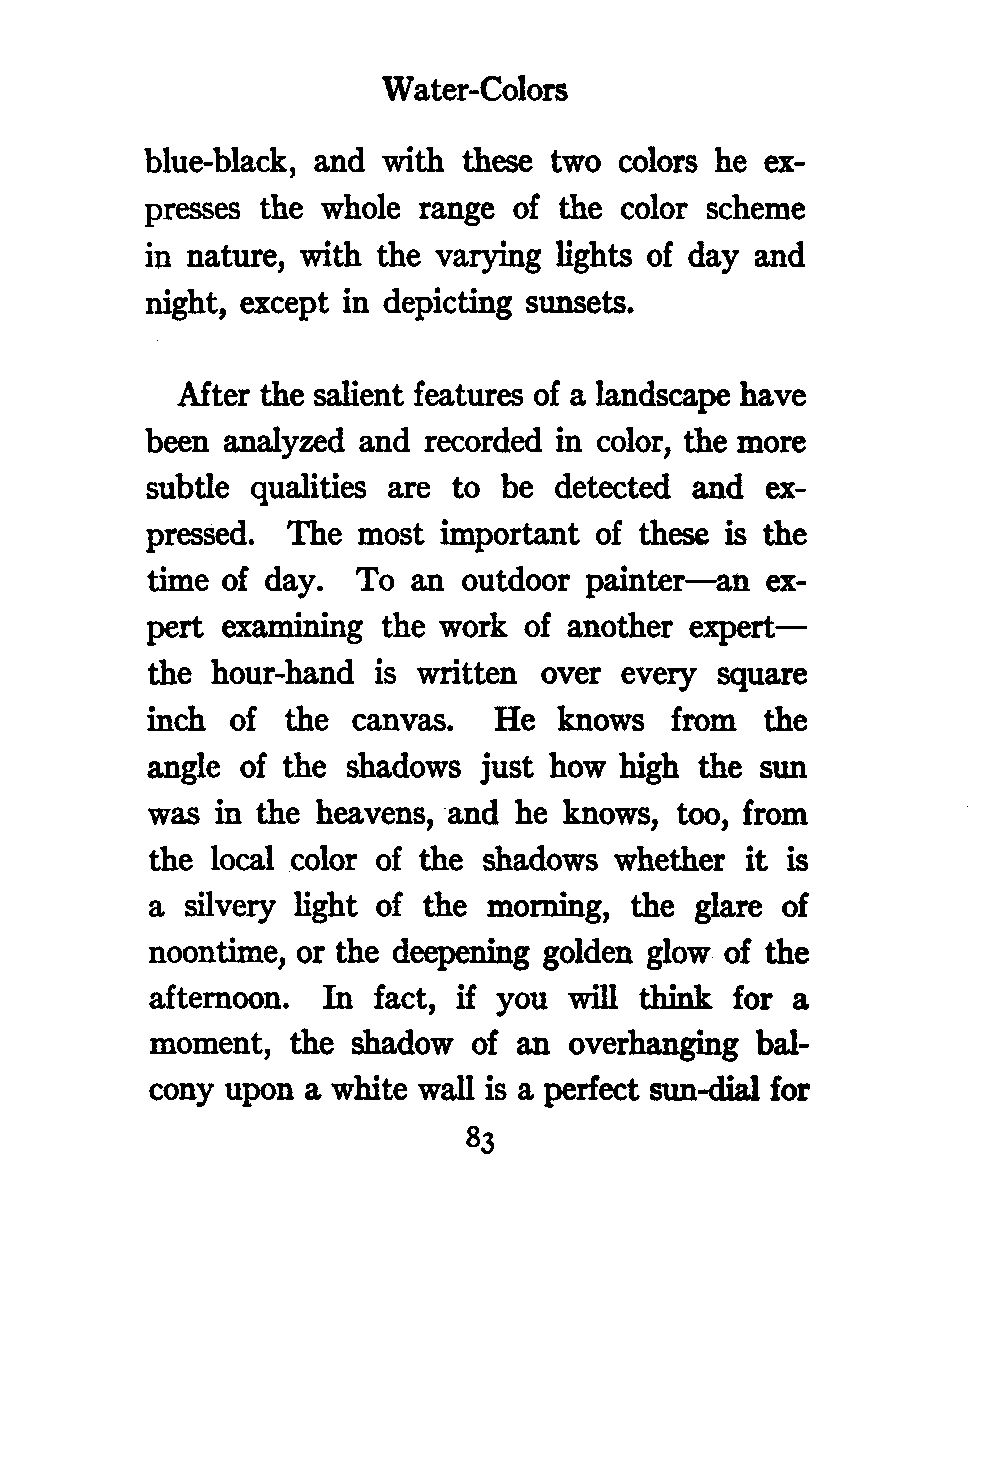 Water-Colors
blue-black, and with these two colors he ex-
presses the whole range of the color scheme
in nature, with the varying lights of day and
night, except in depicting sunsets.
After the salient features of a landscape have
been analyzed and recorded in color, the more
subtle qualities are to be detected and ex-
pressed. The most important of these is the
time of day. To an outdoor painter—an ex-
pert examining the work of another expert—
the hour-hand is written over every square
inch of the canvas. He knows from the
angle of the shadows just how high the sun
was in the heavens, and he knows, too, from
the local color of the shadows whether it is
a silvery light of the morning, the glare of
noontime, or the deepening golden glow of the
afternoon. In fact, if you will think for a
moment, the shadow of an overhanging bal-
cony upon a white wall is a perfect sun-dial for
83